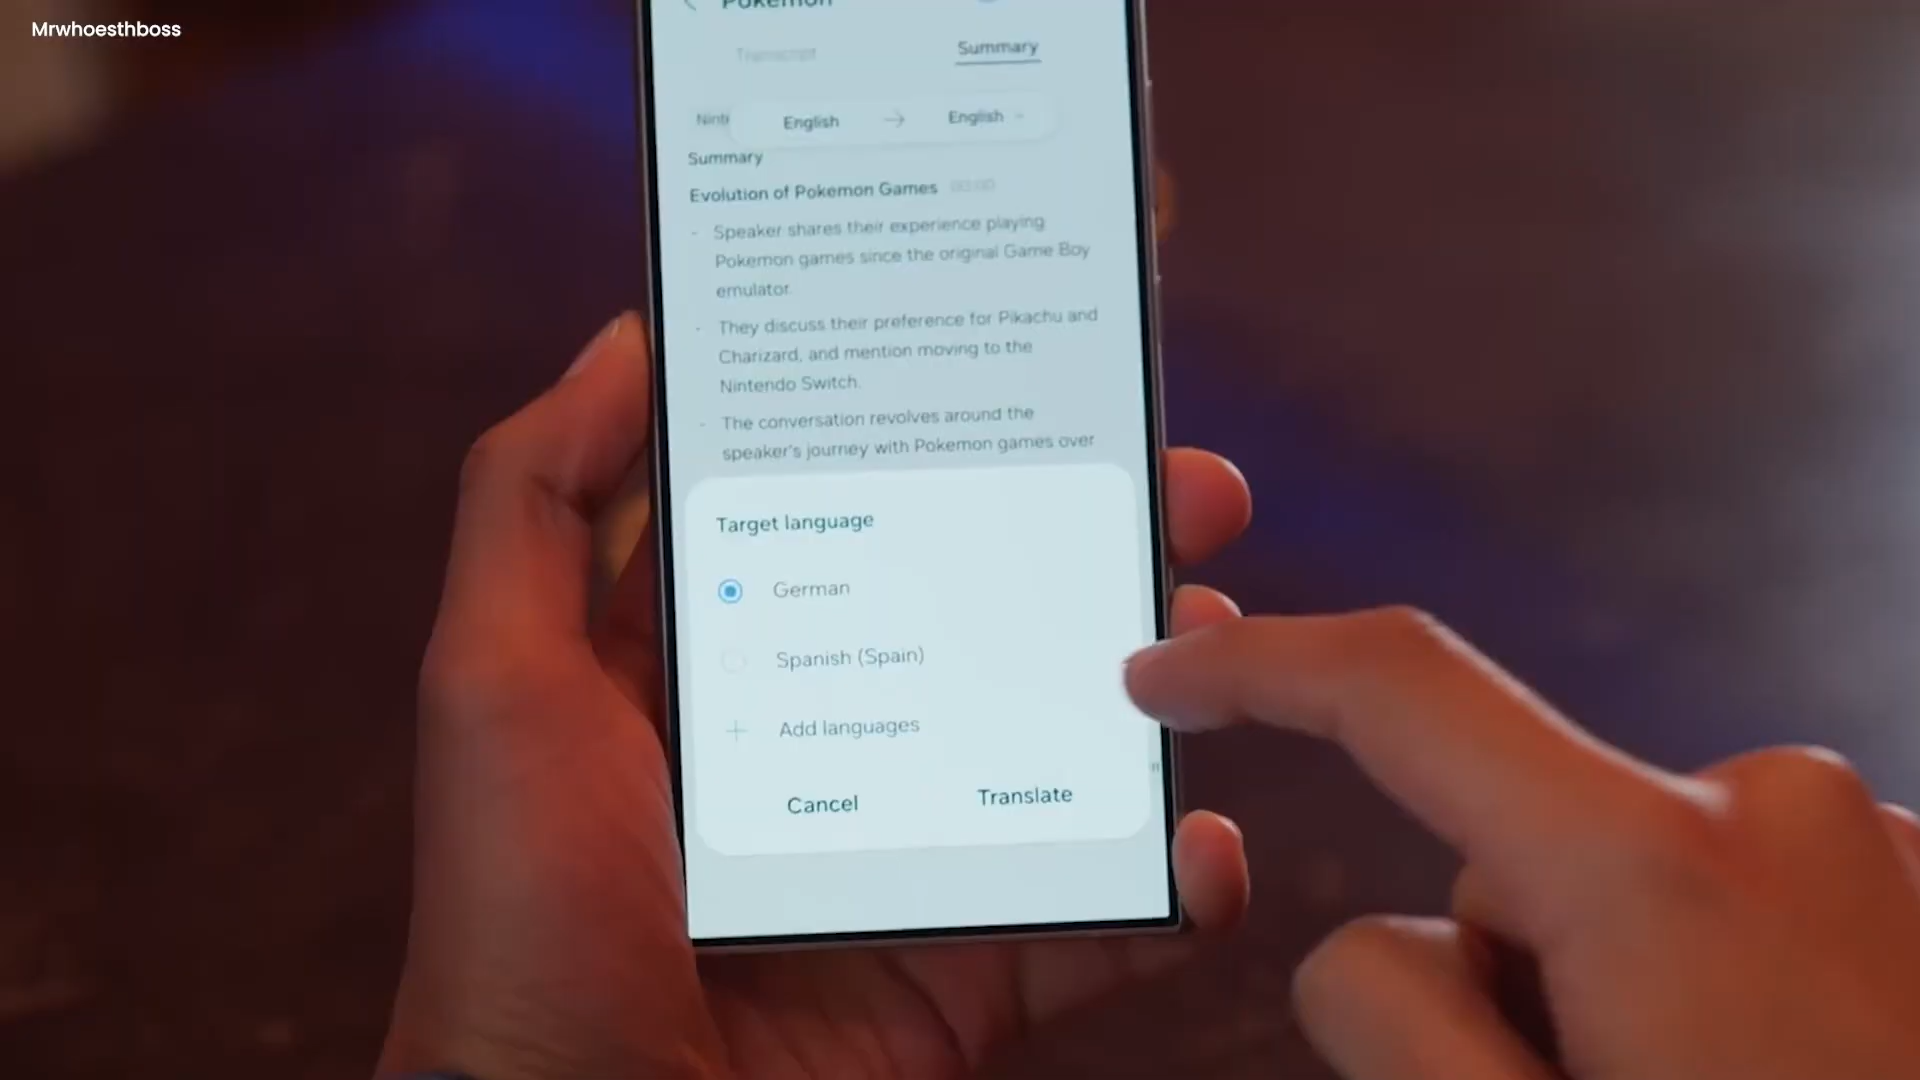 Mrwhoesthboss
Pokemon
Transcript
Summary
English → English
Summary
Evolution of Pokemon Games
- Speaker shares their experience playing
Pokemon games since the original Game Boy
emulator.
- They discuss their preference for Pikachu and
Charizard, and mention moving to the
Nintendo Switch.
- The conversation revolves around the
speaker's journey with Pokemon games over
Target language
German
Spanish (Spain)
+ Add languages
Cancel
Translate